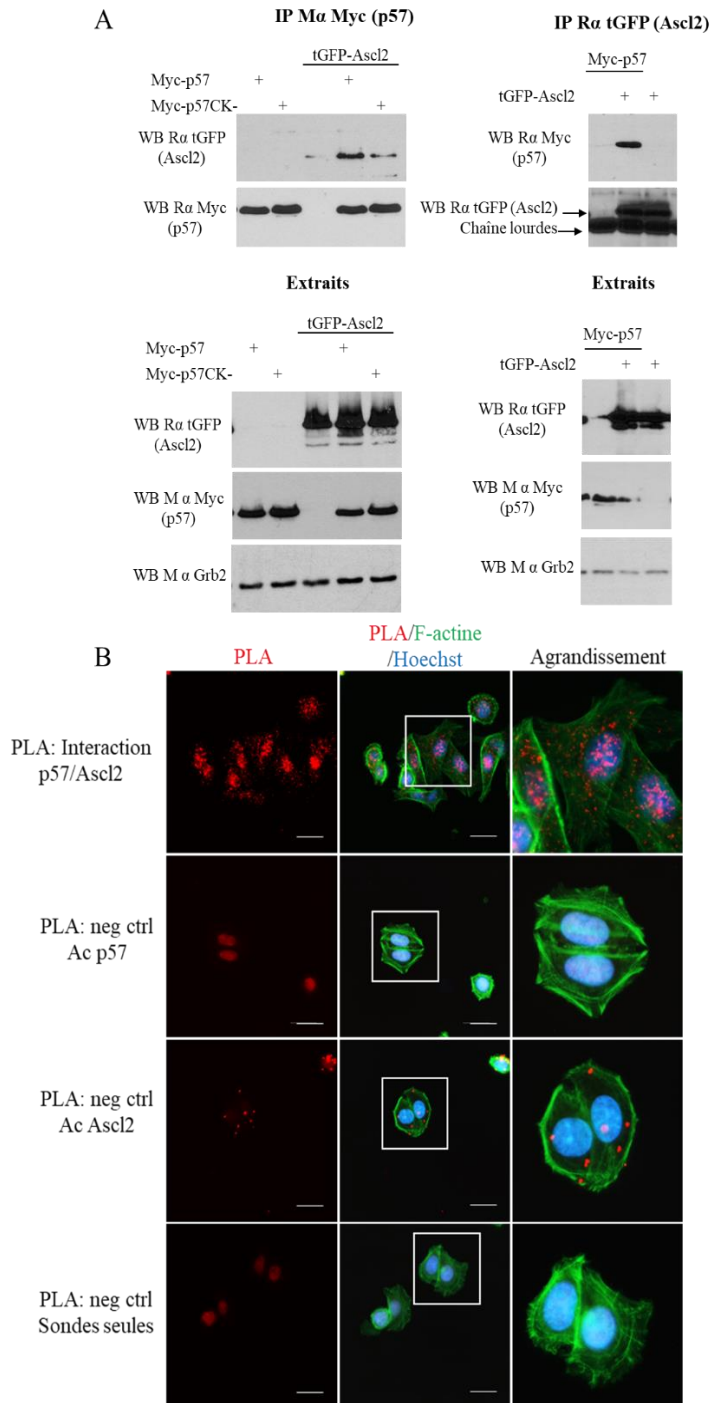 A
IP Mα Myc (p57)
tGFP-Ascl2
Myc-p57 + +
Myc-p57CK- + +
WB Rα tGFP
(Ascl2)
WB Rα Myc
(p57)
IP Rα tGFP (Ascl2)
Myc-p57
tGFP-Ascl2 + +
WB Rα Myc
(p57)
WB Rα tGFP (Ascl2)
Chaîne lourdes
Extraits
tGFP-Ascl2
Myc-p57 + +
Myc-p57CK- + +
WB Rα tGFP
(Ascl2)
WB M α Myc
(p57)
WB M α Grb2
Extraits
Myc-p57
tGFP-Ascl2 + +
WB Rα tGFP
(Ascl2)
WB M α Myc
(p57)
WB M α Grb2
B
PLA
PLA/F-actine
/Hoechst
Agrandissement
PLA: Interaction
p57/Ascl2
PLA: neg ctrl
Ac p57
PLA: neg ctrl
Ac Ascl2
PLA: neg ctrl
Sondes seules